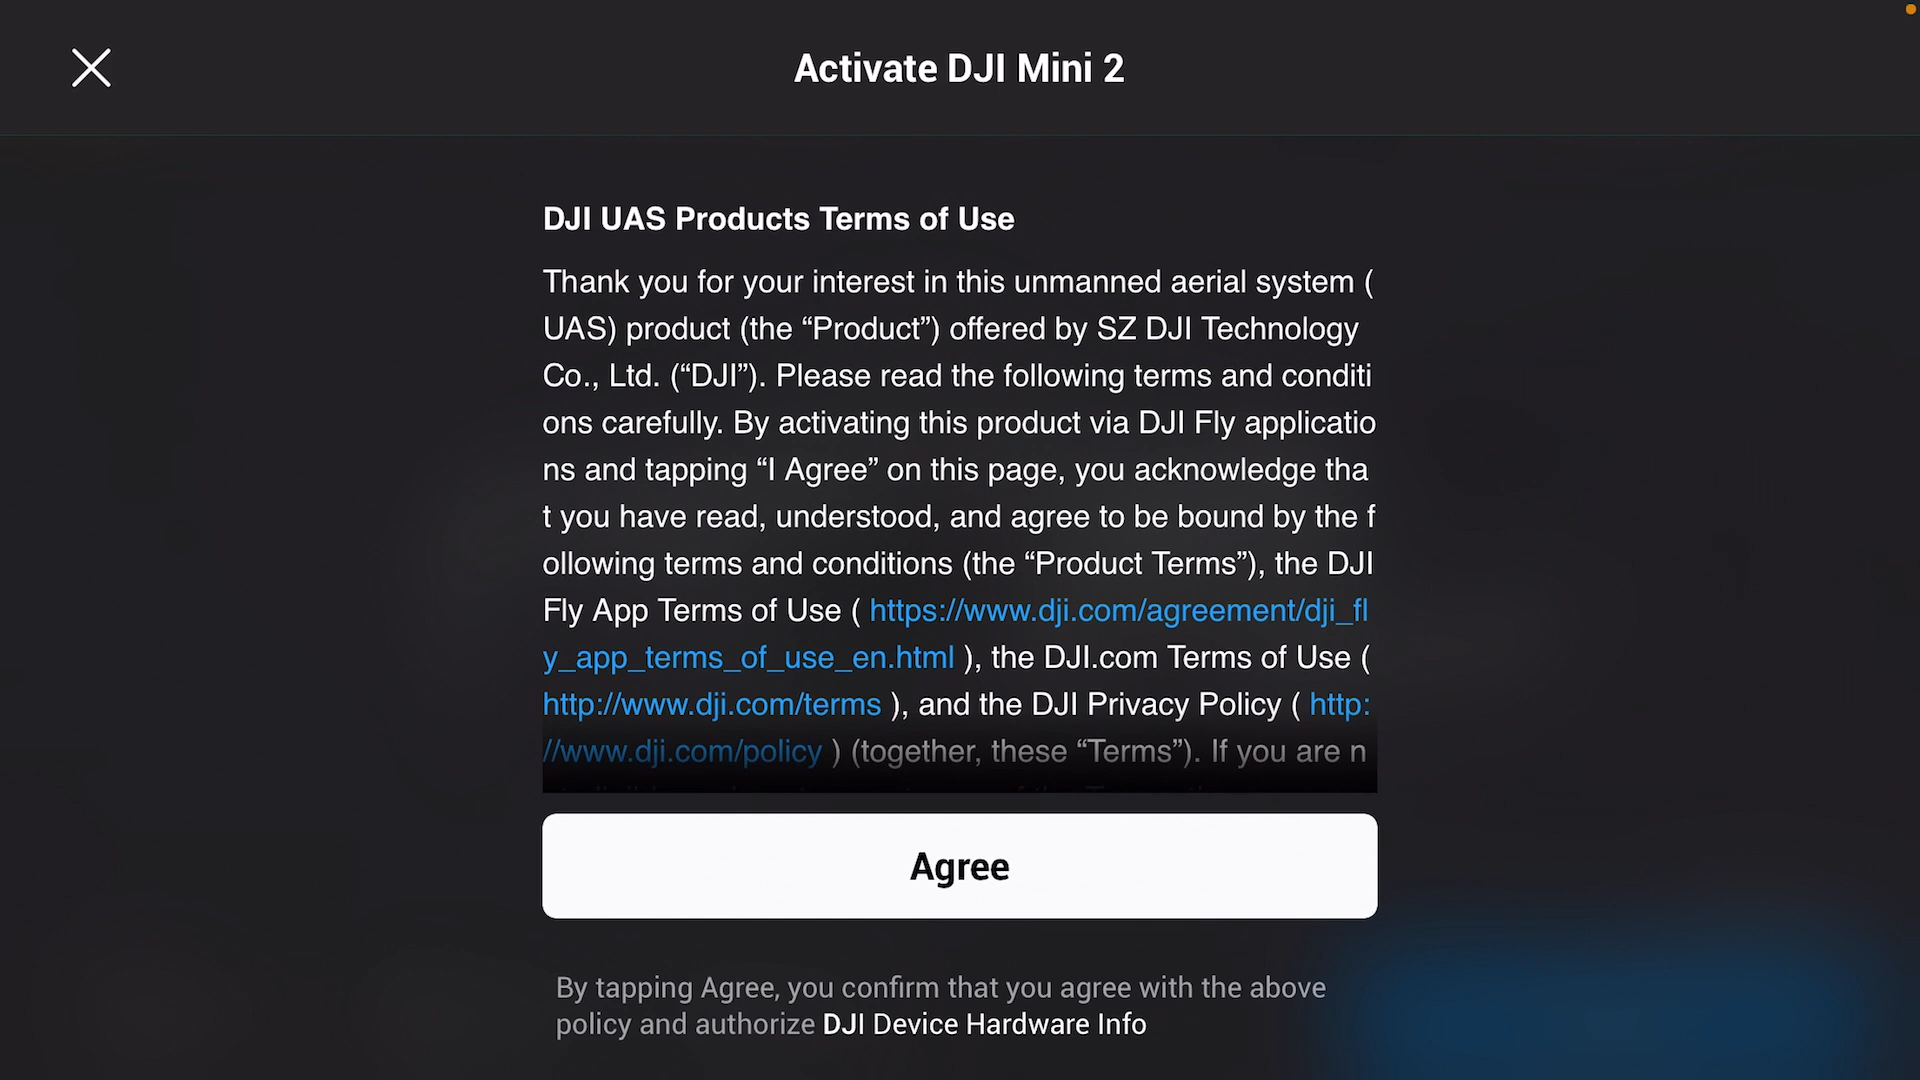 Activate DJI Mini 2
DJI UAS Products Terms of Use
Thank you for your interest in this unmanned aerial system (
UAS) product (the “Product”) offered by SZ DJI Technology
Co., Ltd. (“DJI”). Please read the following terms and conditi
ons carefully. By activating this product via DJI Fly applicatio
ns and tapping “I Agree” on this page, you acknowledge tha
t you have read, understood, and agree to be bound by the f
ollowing terms and conditions (the “Product Terms”), the DJI
Fly App Terms of Use ( https://www.dji.com/agreement/dji_fl
y_app_terms_of_use_en.html ), the DJI.com Terms of Use (
http://www.dji.com/terms ), and the DJI Privacy Policy ( http:
//www.dji.com/policy ) (together, these “Terms”). If you are n
Agree
By tapping Agree, you confirm that you agree with the above
policy and authorize DJI Device Hardware Info